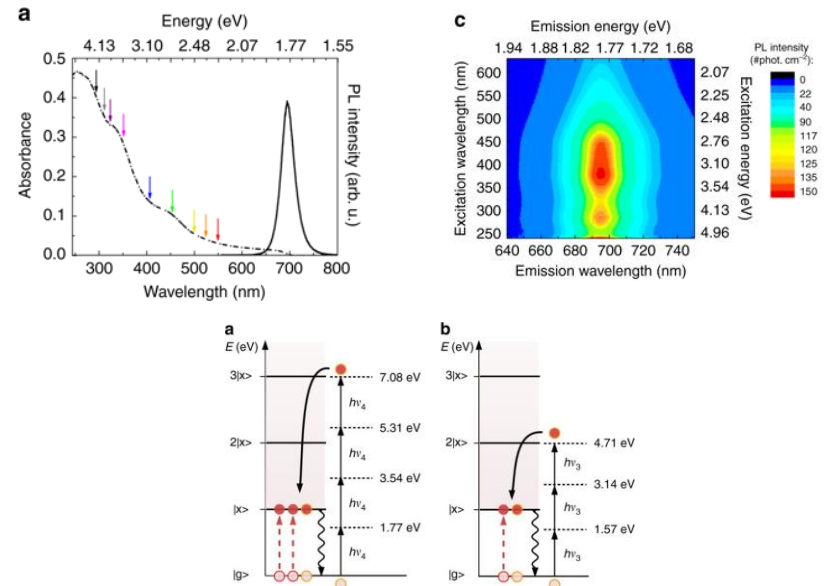 a
Energy (eV)
4.13 3.10 2.48 2.07 1.77 1.55
0.5
0.4
0.3
0.2
0.1
0.0
Absorbance
PL intensity (arb. u.)
300 400 500 600 700 800
Wavelength (nm)
c
Emission energy (eV)
1.94 1.88 1.82 1.77 1.72 1.68
600
550
500
450
400
350
300
250
Excitation wavelength (nm)
2.07
2.25
2.48
2.76
3.10
3.54
4.13
4.96
Excitation energy (eV)
640 660 680 700 720 740
Emission wavelength (nm)
PL intensity
(#phot. cm⁻²):
0
22
40
90
117
120
125
135
150
a
E (eV)
3|x>
7.08 eV
hν₄
5.31 eV
2|x>
hν₄
3.54 eV
hν₄
|x>
1.77 eV
hν₄
|g>
b
E (eV)
3|x>
2|x>
4.71 eV
hν₃
3.14 eV
hν₃
|x>
1.57 eV
hν₃
|g>